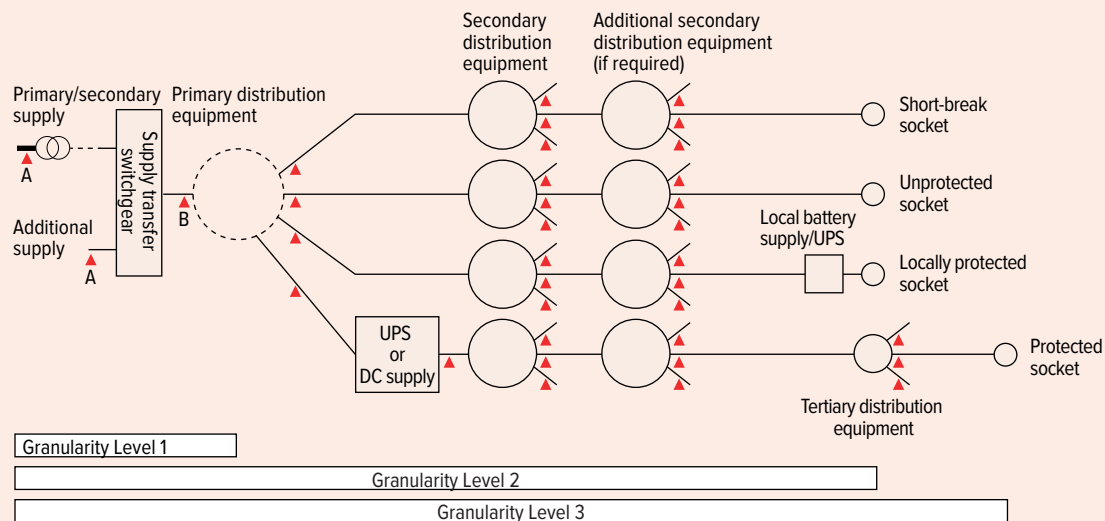 Secondary
distribution
equipment
Additional secondary
distribution equipment
(if required)
Primary/secondary
supply
Primary distribution
equipment
Supply transfer
switchgear
A
B
Additional
supply
A
Short-break
socket
Unprotected
socket
Local battery
supply/UPS
Locally protected
socket
UPS
or
DC supply
Protected
socket
Tertiary distribution
equipment
Granularity Level 1
Granularity Level 2
Granularity Level 3